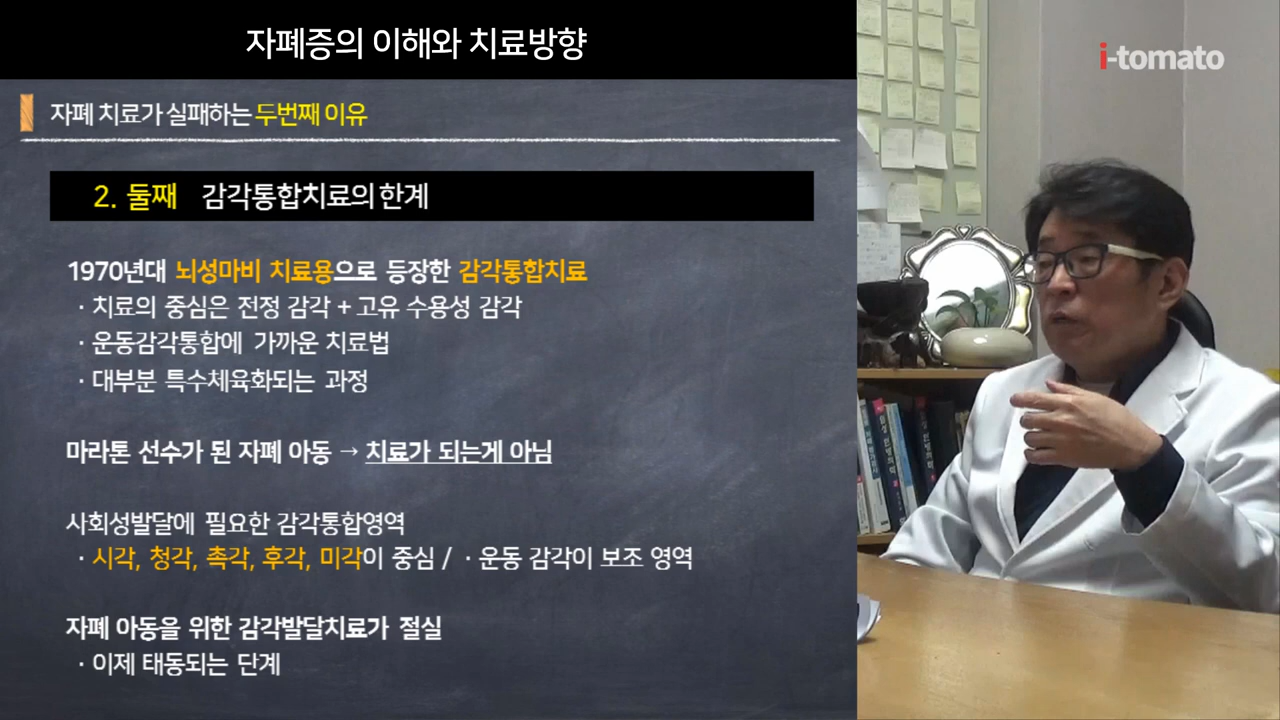 자폐증의 이해와 치료방향
i-tomato
자폐 치료가 실패하는 두번째 이유
2. 둘째 감각통합치료의 한계
1970년대 뇌성마비 치료용으로 등장한 감각통합치료
· 치료의 중심은 전정 감각 + 고유 수용성 감각
· 운동감각통합에 가까운 치료법
· 대부분 특수체육화되는 과정
마라톤 선수가 된 자폐 아동 → 치료가 되는게 아님
사회성발달에 필요한 감각통합영역
· 시각, 청각, 촉각, 후각, 미각이 중심 / · 운동 감각이 보조 영역
자폐 아동을 위한 감각발달치료가 절실
· 이제 태동되는 단계